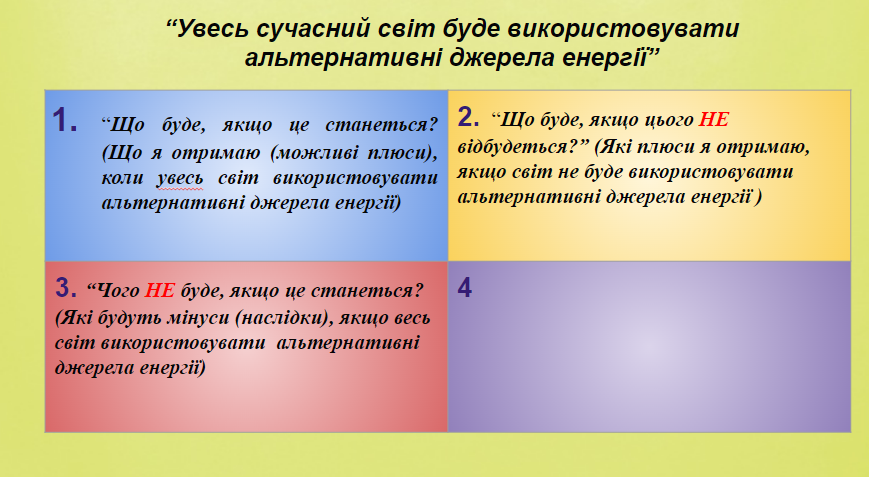 “Увесь сучасний світ буде використовувати
альтернативні джерела енергії”
1. “Що буде, якщо це станеться?
(Що я отримаю (можливі плюси),
коли увесь світ використовувати
альтернативні джерела енергії)
2. “Що буде, якщо цього НЕ
відбудеться?” (Які плюси я отримаю,
якщо світ не буде використовувати
альтернативні джерела енергії )
3. “Чого НЕ буде, якщо це станеться?
(Які будуть мінуси (наслідки), якщо весь
світ використовувати альтернативні
джерела енергії)
4